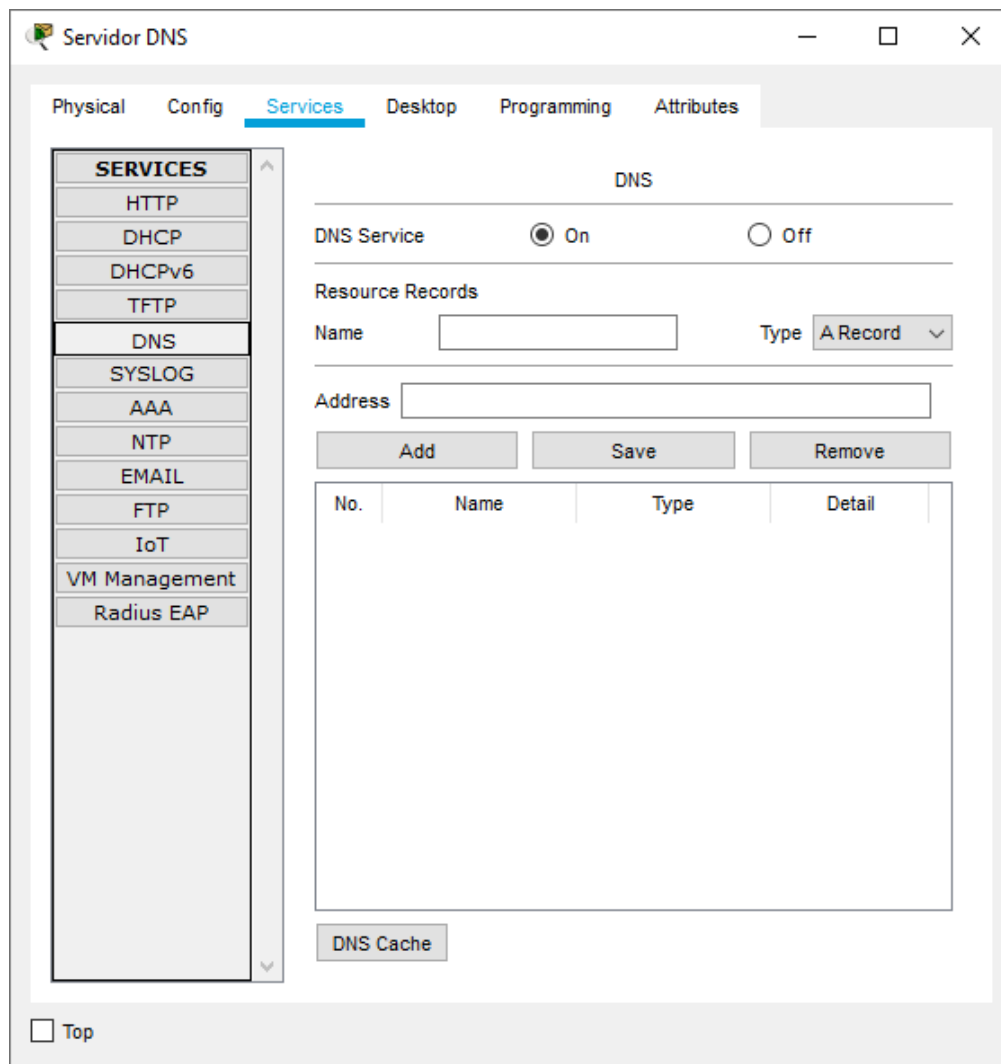 Servidor DNS
Physical Config Services Desktop Programming Attributes
SERVICES
HTTP
DHCP
DHCPv6
TFTP
DNS
SYSLOG
AAA
NTP
EMAIL
FTP
IoT
VM Management
Radius EAP
DNS
DNS Service On Off
Resource Records
Name Type A Record
Address
Add Save Remove
No. Name Type Detail
DNS Cache
Top